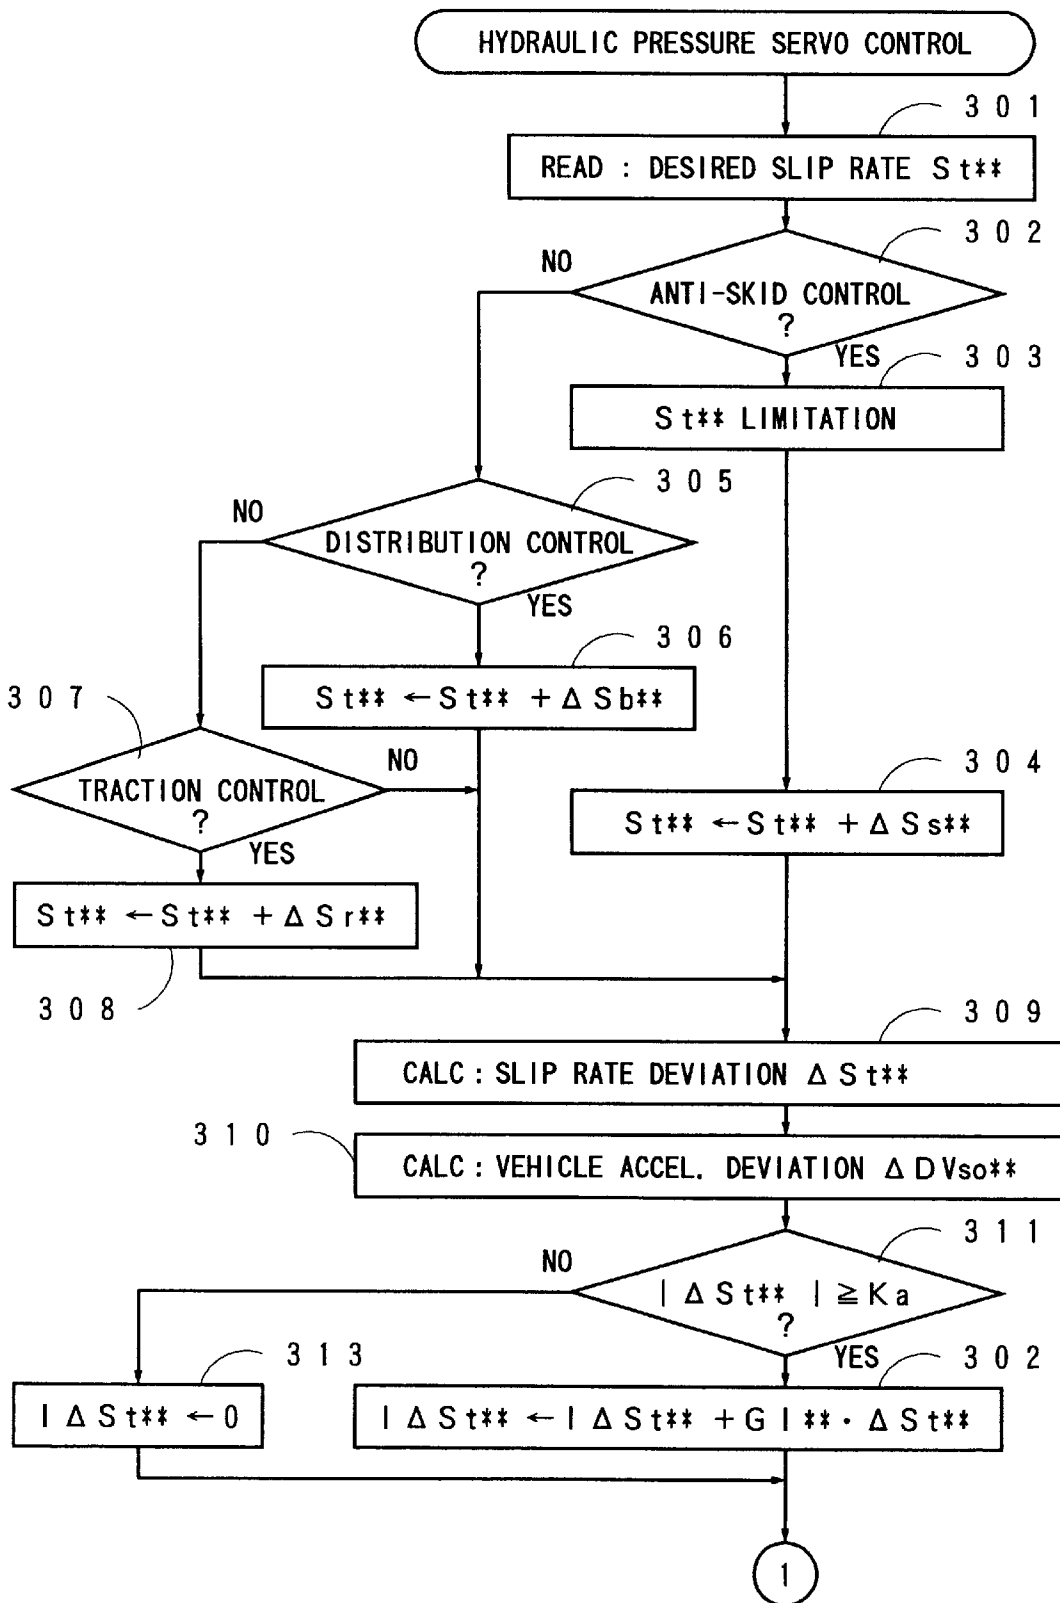 HYDRAULIC PRESSURE SERVO CONTROL
301
READ : DESIRED SLIP RATE St**
302
NO
ANTI-SKID CONTROL
?
YES
303
St** LIMITATION
305
NO
DISTRIBUTION CONTROL
?
YES
306
St** ←St** + ΔSb**
307
NO
TRACTION CONTROL
?
YES
304
St** ←St** + ΔSs**
St** ←St** + ΔSr**
308
309
CALC : SLIP RATE DEVIATION ΔSt**
310
CALC : VEHICLE ACCEL. DEVIATION ΔDVso**
311
NO
| ΔSt** | ≧Ka
?
YES
313
302
IΔSt** ←0
IΔSt** ←IΔSt** +GI**・ΔSt**
1